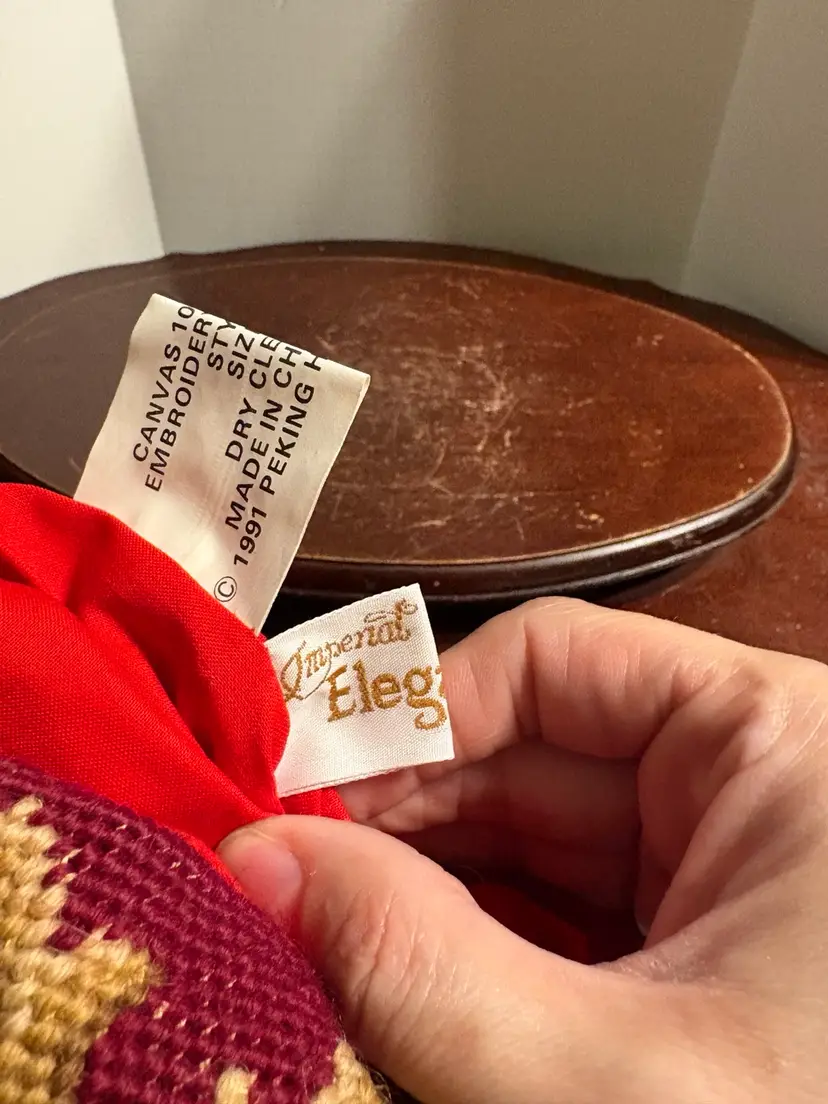 CANVAS 10
EMBROIDER
STY
SIZ
DRY CLE
MADE IN CH
© 1991 PEKING H
Imperial
Eleg